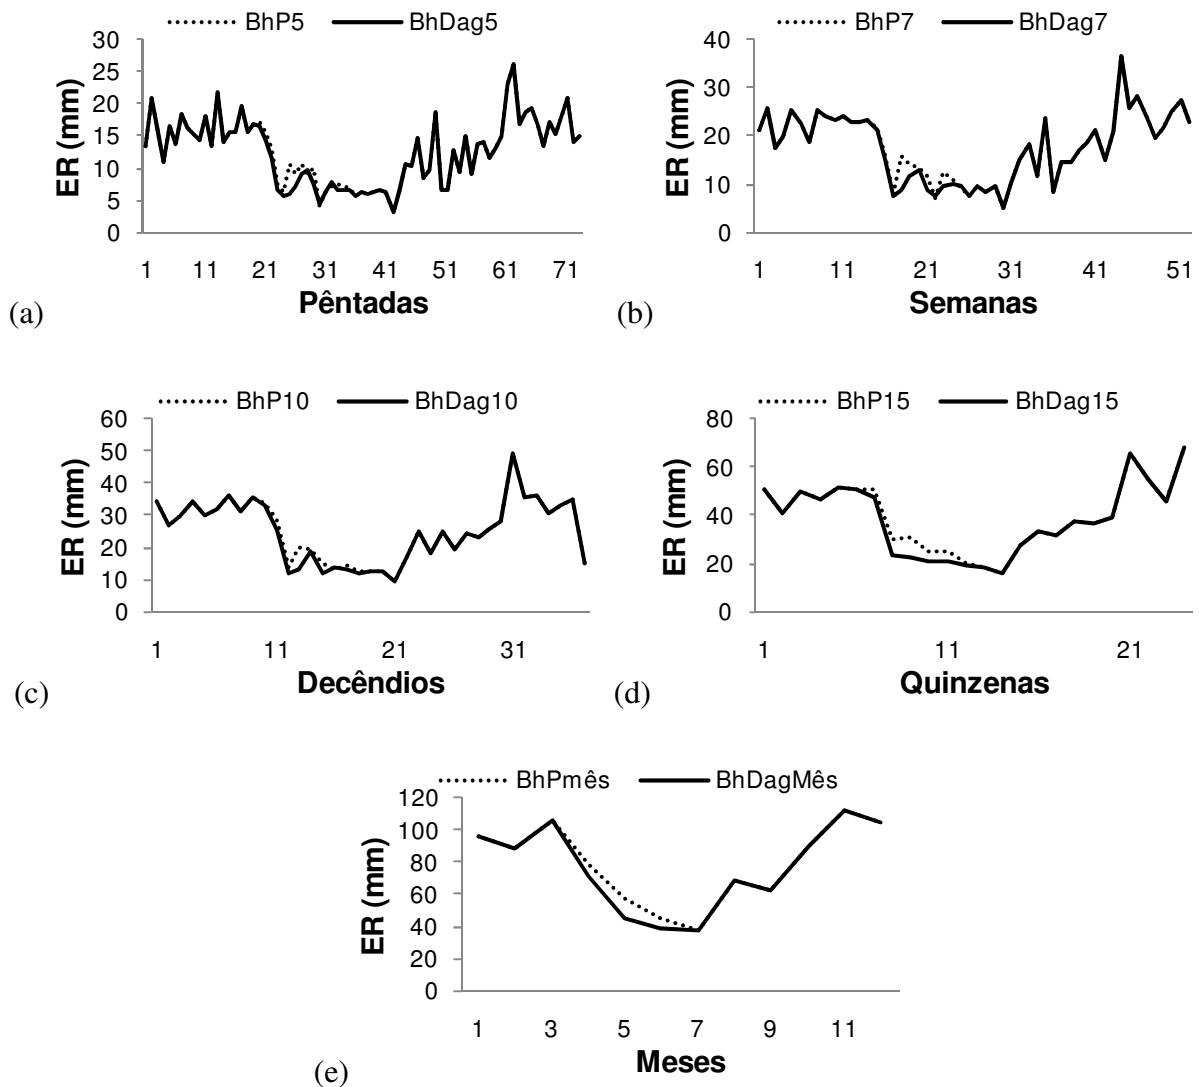 BhP5 BhDag5
30
25
20
15
10
5
0
ER (mm)
1 11 21 31 41 51 61 71
Pêntadas
(a)
BhP7 BhDag7
40
30
20
10
0
ER (mm)
1 11 21 31 41 51
Semanas
(b)
BhP10 BhDag10
60
50
40
30
20
10
0
ER (mm)
1 11 21 31
Decêndios
(c)
BhP15 BhDag15
80
60
40
20
0
ER (mm)
1 11 21
Quinzenas
(d)
BhPmês BhDagMês
120
100
80
60
40
20
0
ER (mm)
1 3 5 7 9 11
Meses
(e)